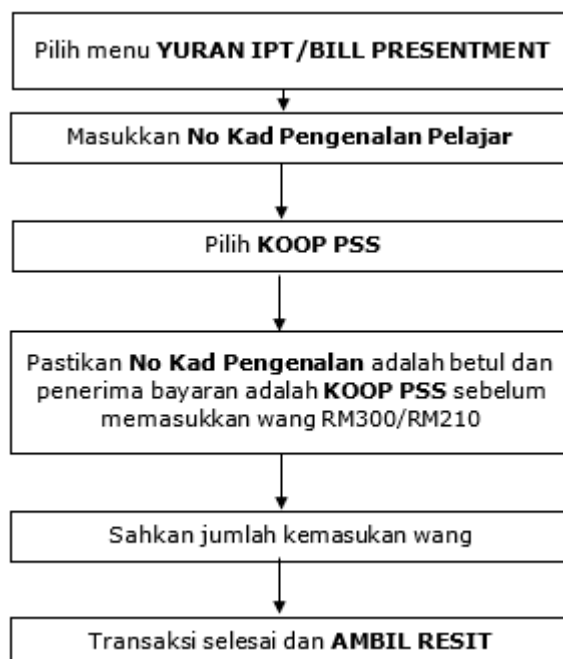 Pilih menu YURAN IPT/BILL PRESENTMENT
Masukkan No Kad Pengenalan Pelajar
Pilih KOOP PSS
Pastikan No Kad Pengenalan adalah betul dan
penerima bayaran adalah KOOP PSS sebelum
memasukkan wang RM300/RM210
Sahkan jumlah kemasukan wang
Transaksi selesai dan AMBIL RESIT